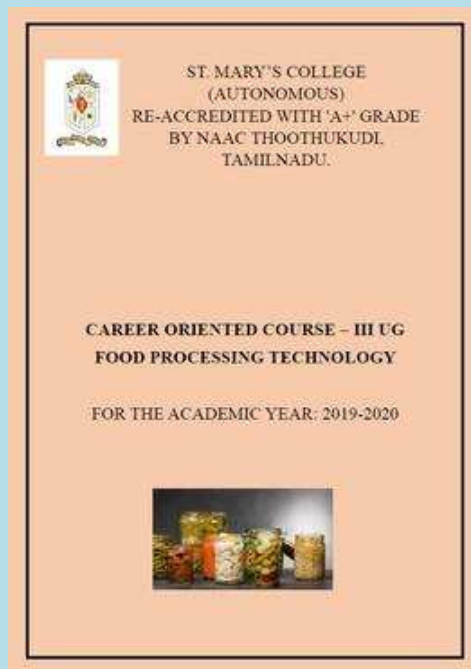 ST. MARY'S COLLEGE
(AUTONOMOUS)
RE-ACCREDITED WITH 'A+' GRADE
BY NAAC THOOTHUKUDI,
TAMILNADU.
CAREER ORIENTED COURSE – III UG
FOOD PROCESSING TECHNOLOGY
FOR THE ACADEMIC YEAR: 2019-2020